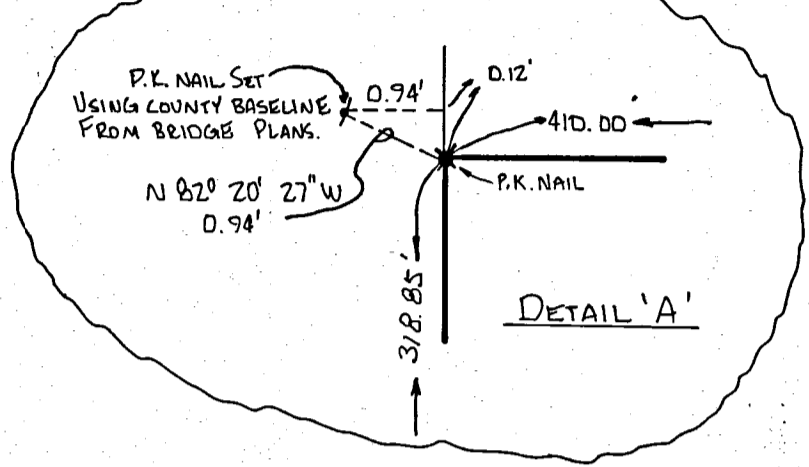 P.K. NAIL SET
USING COUNTY BASELINE
FROM BRIDGE PLANS.
0.94'
0.12'
410.00'
P.K. NAIL
N 82° 20' 27" W
0.94'
318.85'
DETAIL 'A'